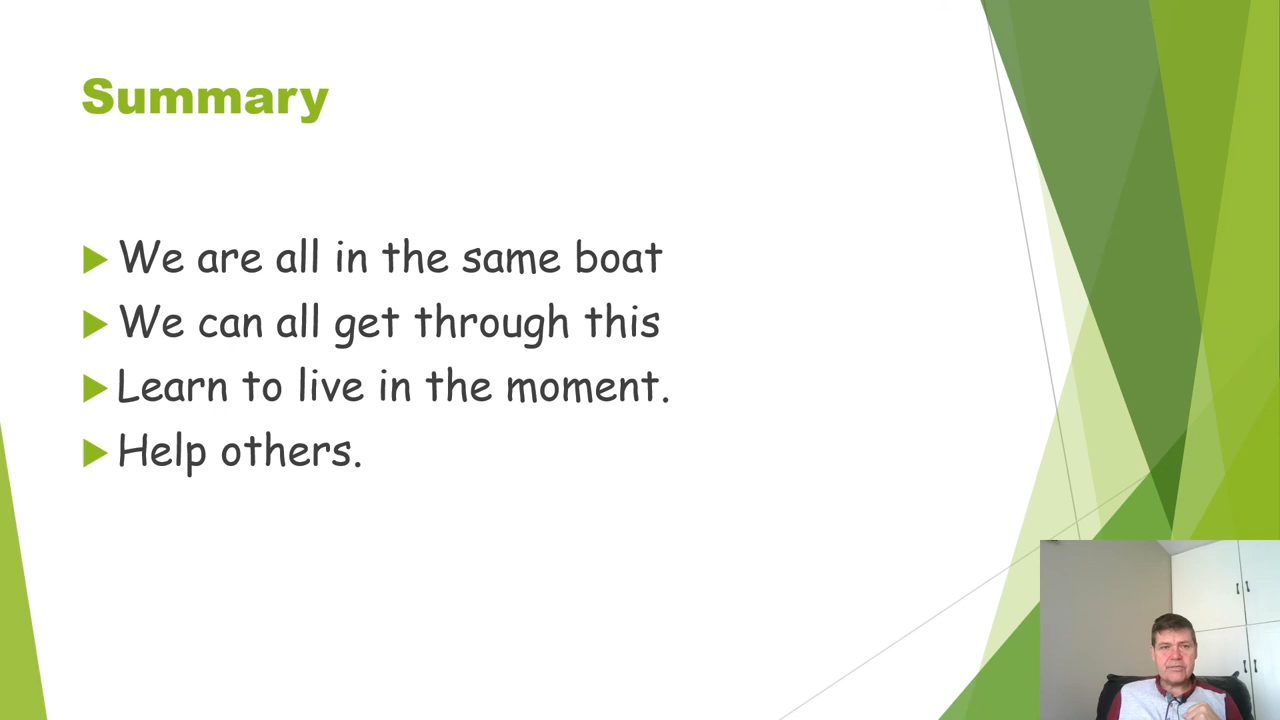 Summary
We are all in the same boat
We can all get through this
Learn to live in the moment.
Help others.